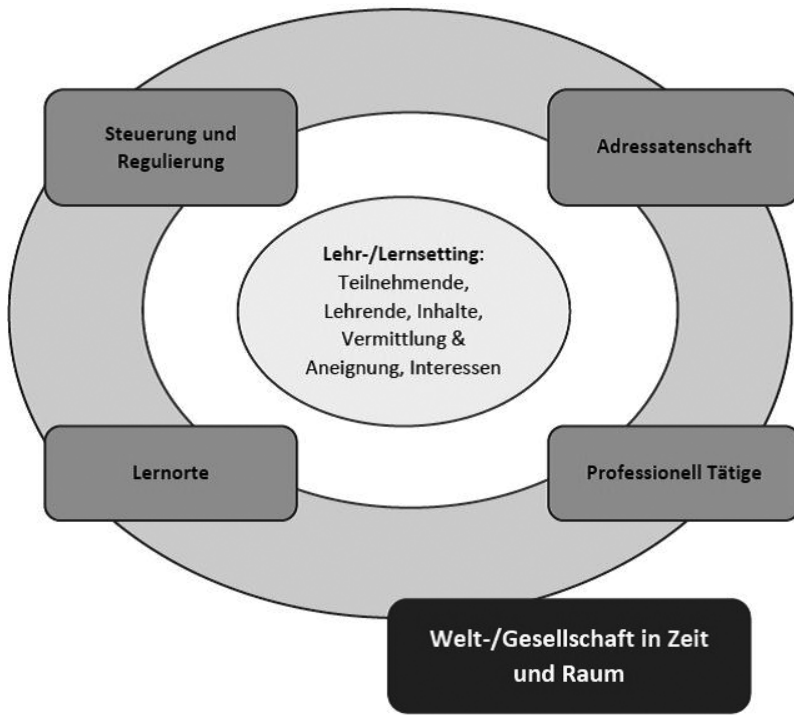 Steuerung und
Regulierung
Adressatenschaft
Lehr-/Lernsetting:
Teilnehmende,
Lehrende, Inhalte,
Vermittlung &
Aneignung, Interessen
Lernorte
Professionell Tätige
Welt-/Gesellschaft in Zeit
und Raum